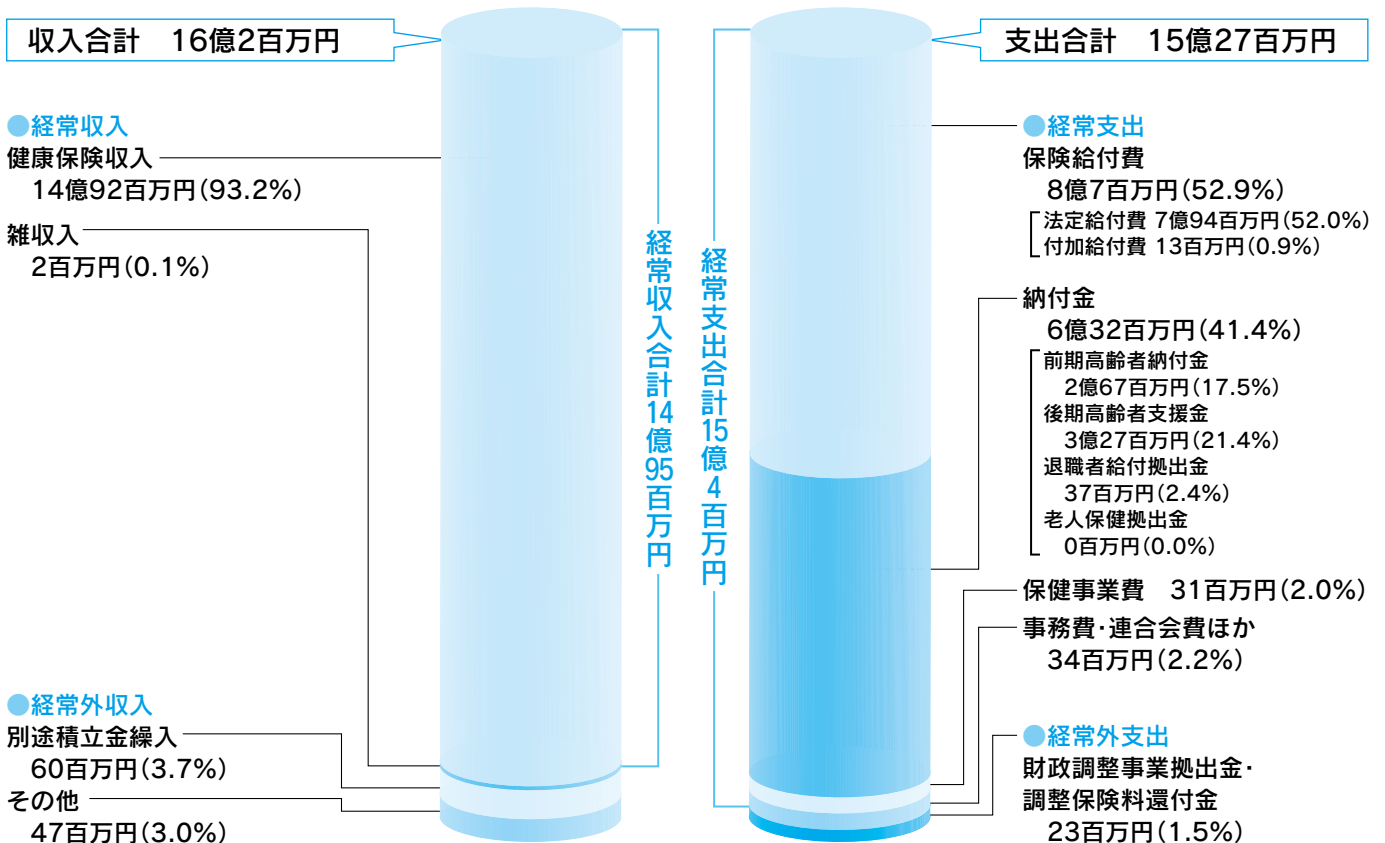 収入合計　16億2百万円
●経常収入
健康保険収入
14億92百万円(93.2%)
雑収入
2百万円(0.1%)
●経常外収入
別途積立金繰入
60百万円(3.7%)
その他
47百万円(3.0%)
経常収入合計14億95百万円
経常支出合計15億4百万円
支出合計　15億27百万円
●経常支出
保険給付費
8億7百万円(52.9%)
法定給付費 7億94百万円(52.0%)
付加給付費 13百万円(0.9%)
納付金
6億32百万円(41.4%)
前期高齢者納付金
2億67百万円(17.5%)
後期高齢者支援金
3億27百万円(21.4%)
退職者給付拠出金
37百万円(2.4%)
老人保健拠出金
0百万円(0.0%)
保健事業費　31百万円(2.0%)
事務費･連合会費ほか
34百万円(2.2%)
●経常外支出
財政調整事業拠出金･
調整保険料還付金
23百万円(1.5%)